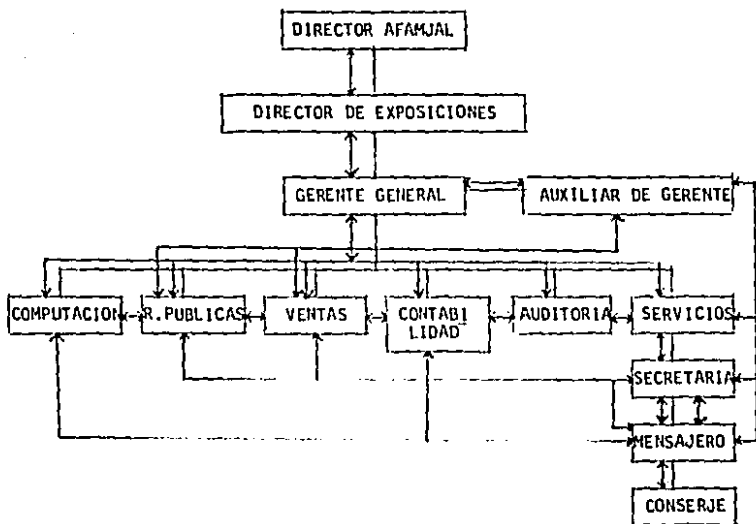 DIRECTOR AFAMJAL
DIRECTOR DE EXPOSICIONES
GERENTE GENERAL
AUXILIAR DE GERENTE
COMPUTACION
R.PUBLICAS
VENTAS
CONTABI
LIDAD
AUDITORIA
SERVICIOS
SECRETARIA
MENSAJERO
CONSERJE